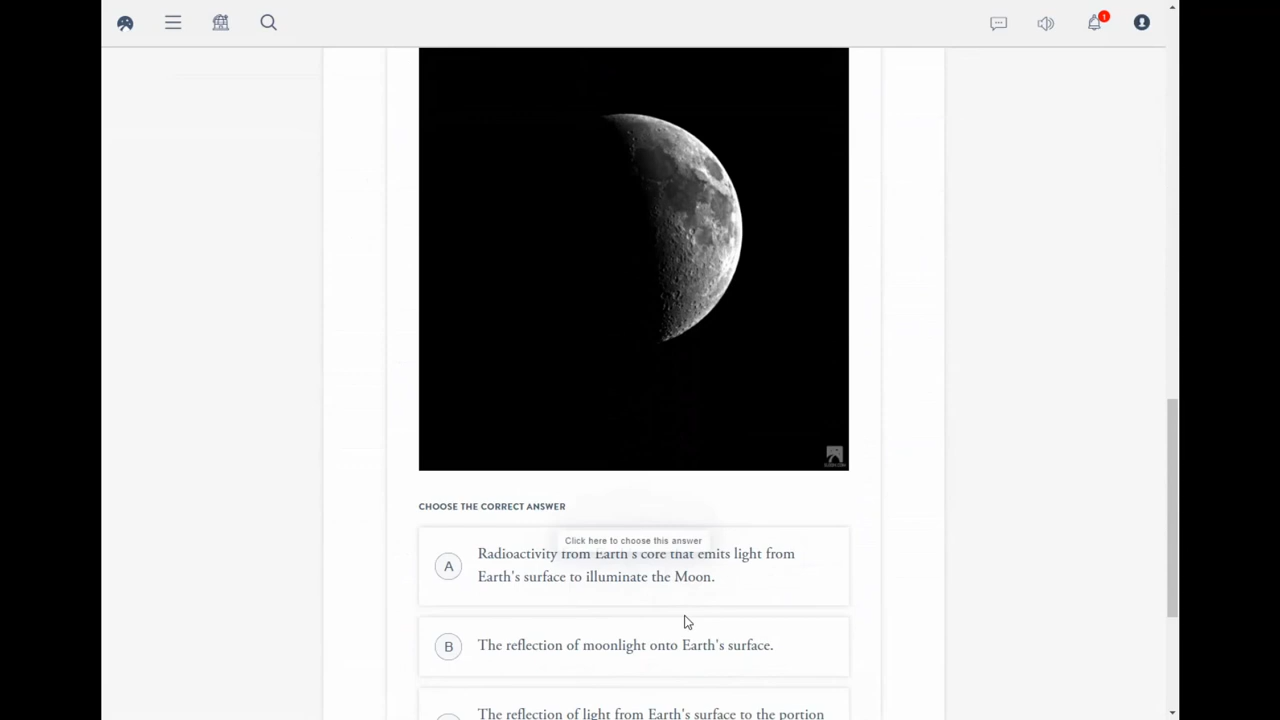 1
CHOOSE THE CORRECT ANSWER
Click here to choose this answer
A
Radioactivity from Earth's core that emits light from
Earth's surface to illuminate the Moon.
B
The reflection of moonlight onto Earth's surface.
The reflection of light from Earth's surface to the portion